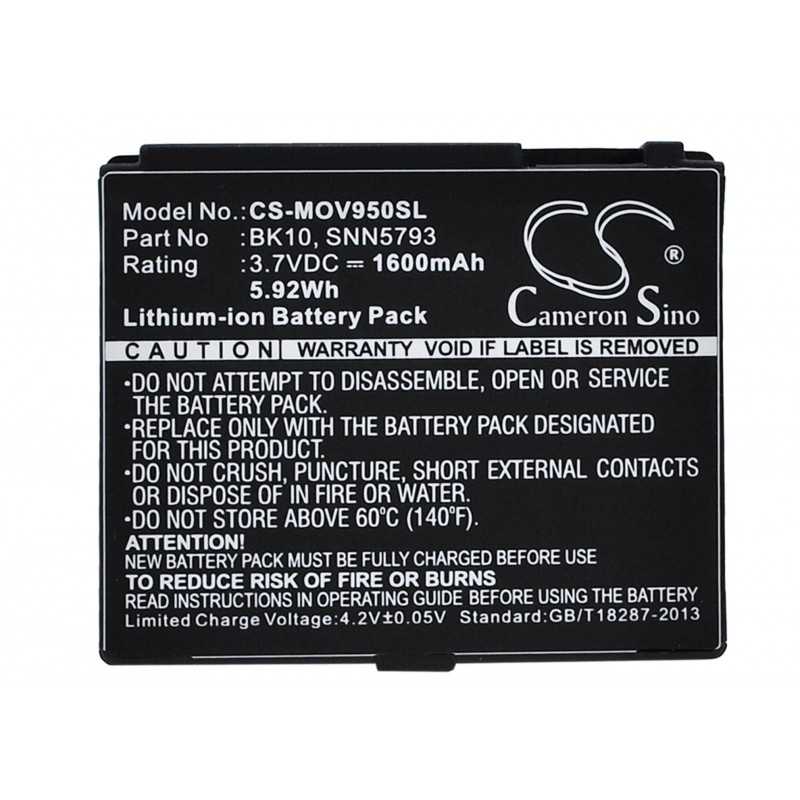 Model No.: CS-MOV950SL
Part No : BK10, SNN5793
Rating : 3.7VDC ⎓ 1600mAh
5.92Wh
Lithium-ion Battery Pack
CS ®
Cameron Sino
CAUTION WARRANTY VOID IF LABEL IS REMOVED.
•DO NOT ATTEMPT TO DISASSEMBLE, OPEN OR SERVICE
THE BATTERY PACK.
•REPLACE ONLY WITH THE BATTERY PACK DESIGNATED
FOR THIS PRODUCT.
•DO NOT CRUSH, PUNCTURE, SHORT EXTERNAL CONTACTS
OR DISPOSE OF IN FIRE OR WATER.
•DO NOT STORE ABOVE 60°C (140°F).
ATTENTION!
NEW BATTERY PACK MUST BE FULLY CHARGED BEFORE USE
TO REDUCE RISK OF FIRE OR EXPLOSION.
READ INSTRUCTIONS IN OPERATING GUIDE BEFORE USING THE BATTERY
Limited Charge Voltage:4.2V±0.05V Standard:GB/T18287-2013